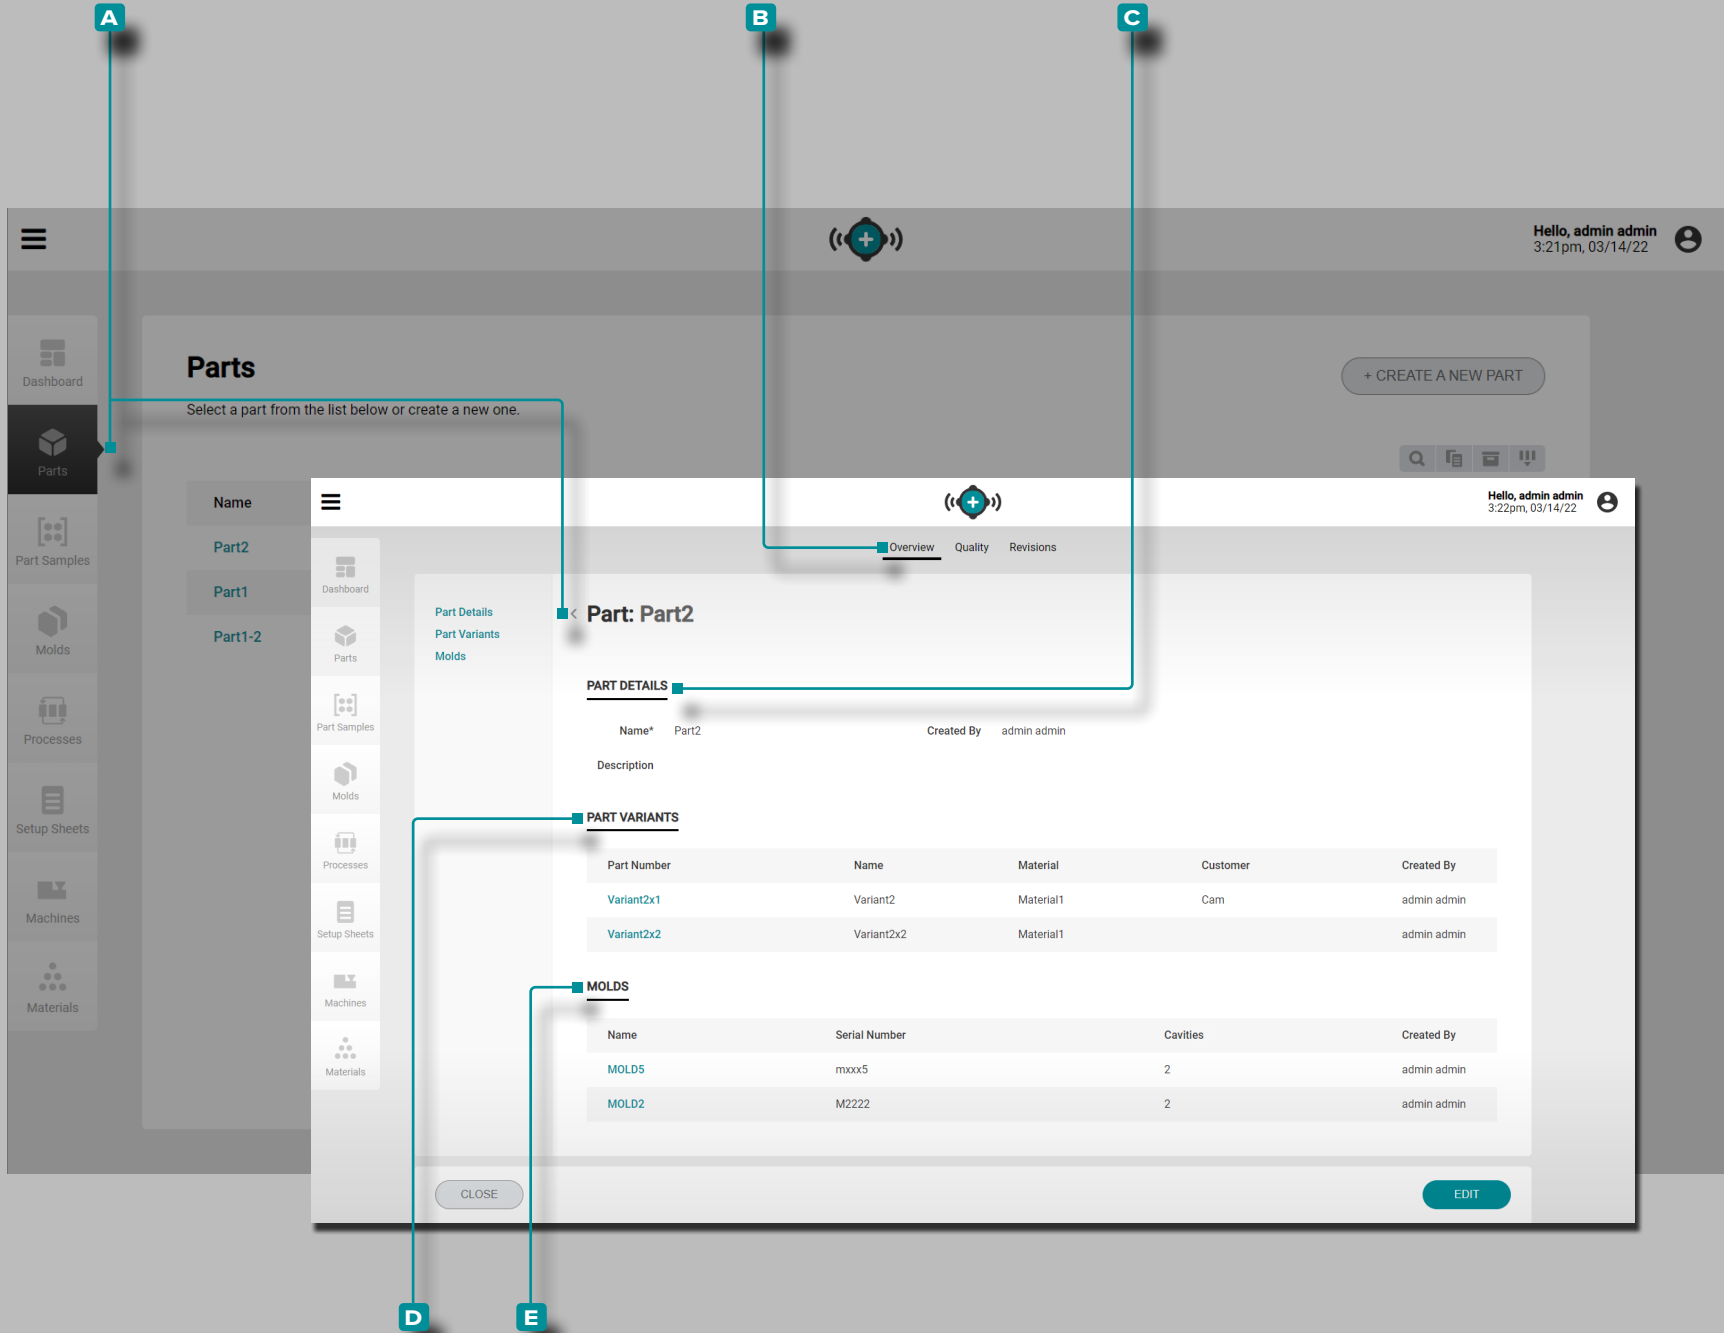 A
B
C
Hello, admin admin
3:21pm, 03/14/22
Dashboard
Parts
Part Samples
Molds
Processes
Setup Sheets
Machines
Materials
Parts
+ CREATE A NEW PART
Select a part from the list below or create a new one.
Name
Part2
Part1
Part1-2
Hello, admin admin
3:22pm, 03/14/22
Overview Quality Revisions
Dashboard
Parts
Part Samples
Molds
Processes
Setup Sheets
Machines
Materials
Part Details
Part Variants
Molds
< Part: Part2
PART DETAILS
Name* Part2 Created By admin admin
Description
PART VARIANTS
Part Number Name Material Customer Created By
Variant2x1 Variant2 Material1 Cam admin admin
Variant2x2 Variant2x2 Material1 admin admin
MOLDS
Name Serial Number Cavities Created By
MOLD5 mxxx5 2 admin admin
MOLD2 M2222 2 admin admin
CLOSE
EDIT
D
E